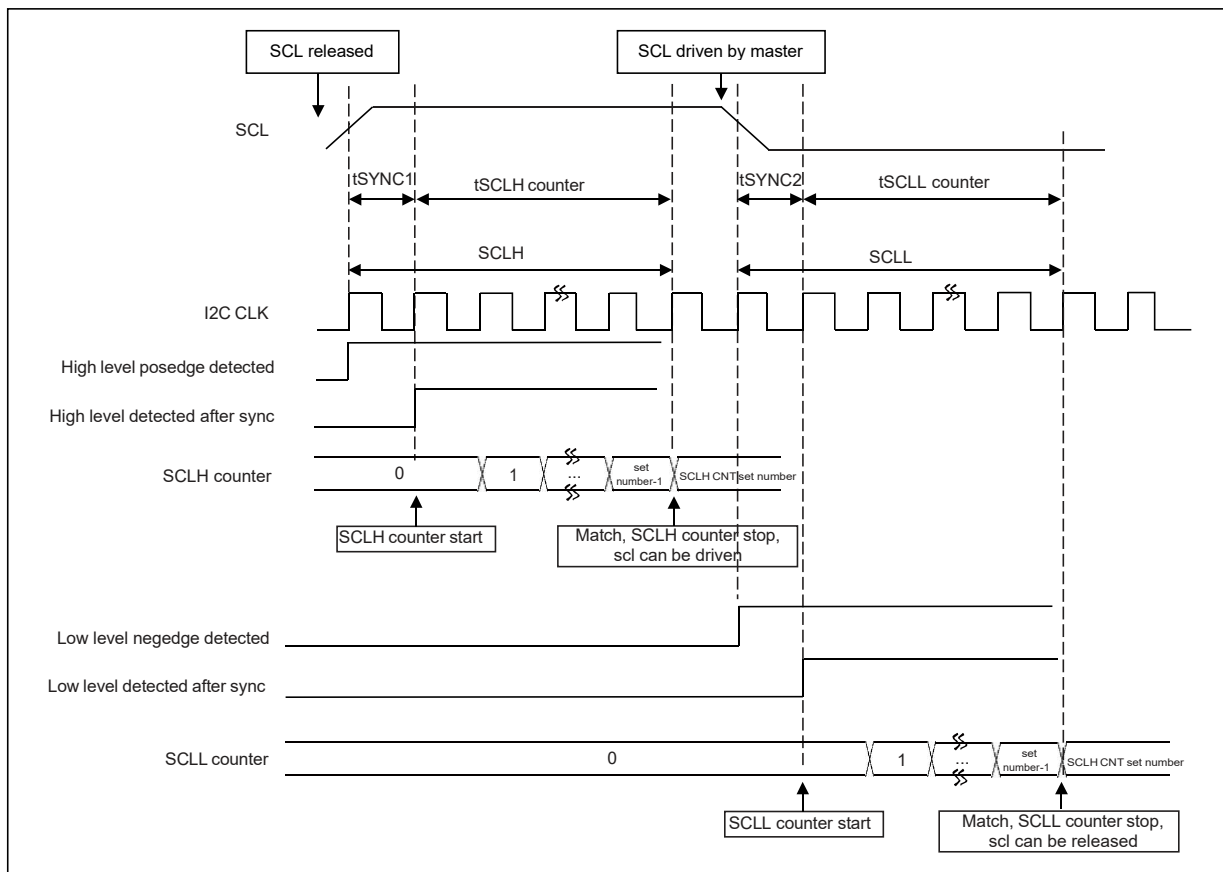 SCL released
SCL driven by master
SCL
tSYNC1
tSCLH counter
tSYNC2
tSCLL counter
SCLH
SCLL
I2C CLK
High level posedge detected
High level detected after sync
SCLH counter
0
1
...
set
number-1
SCLH CNT set number
SCLH counter start
Match, SCLH counter stop,
scl can be driven
Low level negedge detected
Low level detected after sync
SCLL counter
0
1
...
set
number-1
SCLH CNT set number
SCLL counter start
Match, SCLL counter stop,
scl can be released